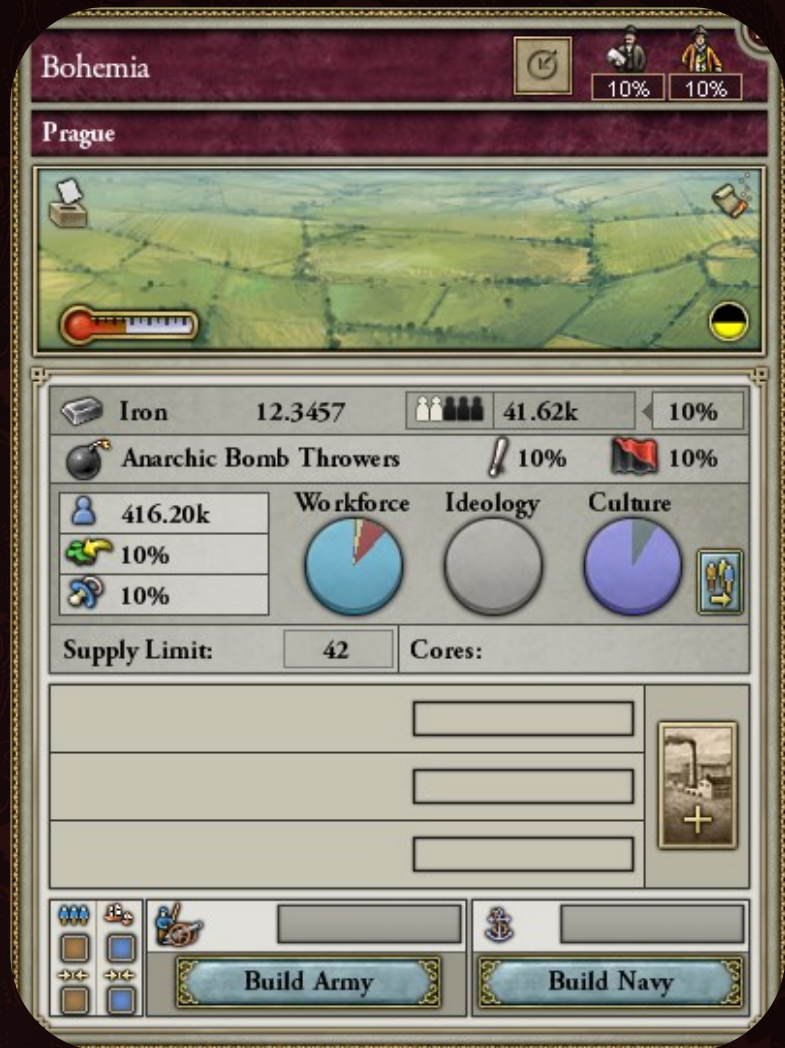 Bohemia
10% 10%
Prague
Iron 12.3457 41.62k 10%
Anarchic Bomb Throwers 10% 10%
Workforce Ideology Culture
416.20k
10%
10%
Supply Limit: 42 Cores:
Build Army Build Navy